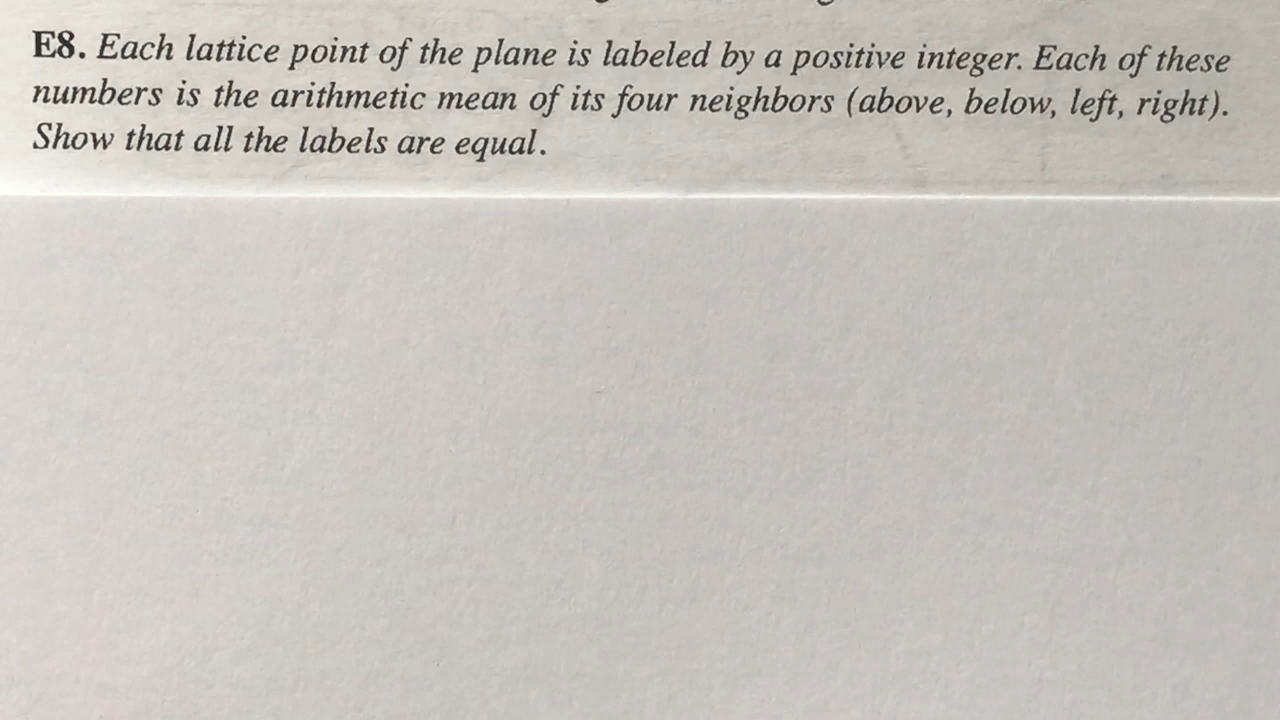 E8. Each lattice point of the plane is labeled by a positive integer. Each of these
numbers is the arithmetic mean of its four neighbors (above, below, left, right).
Show that all the labels are equal.